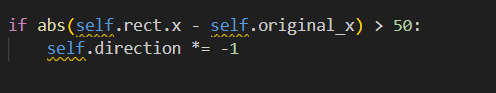 if abs(self.rect.x - self.original_x) > 50:
    self.direction *= -1